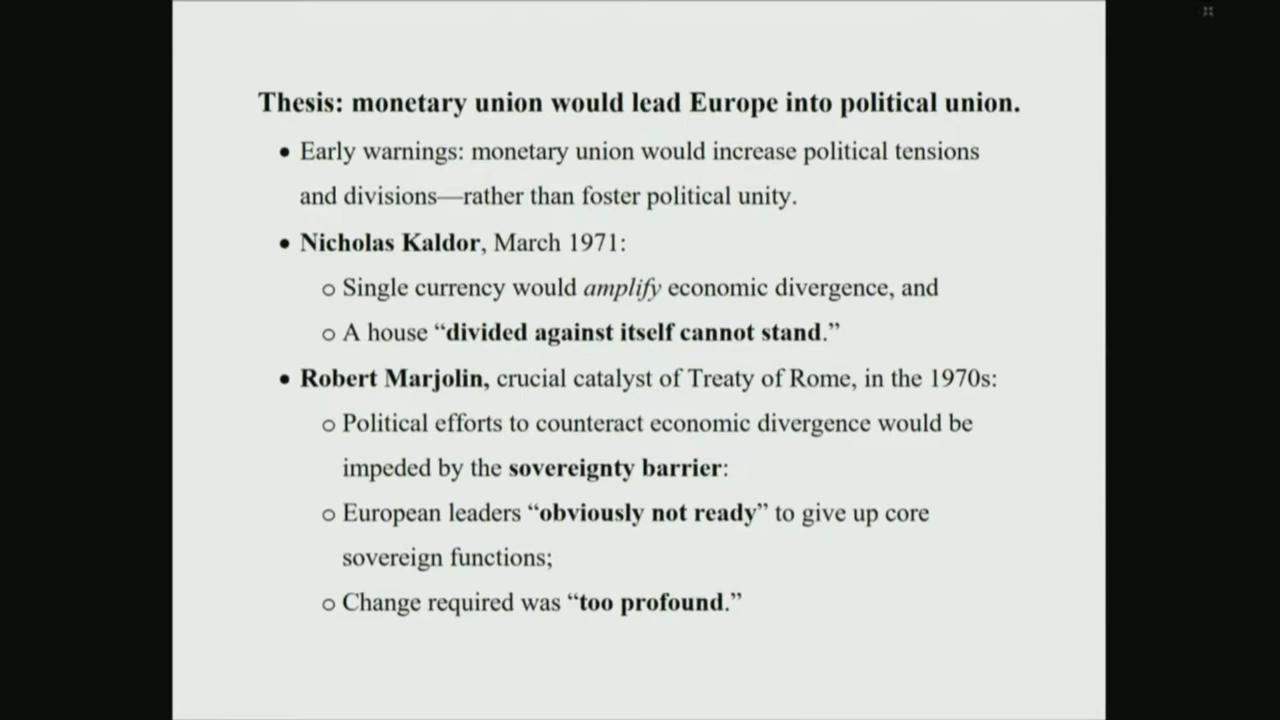 Thesis: monetary union would lead Europe into political union.
• Early warnings: monetary union would increase political tensions
and divisions—rather than foster political unity.
• Nicholas Kaldor, March 1971:
o Single currency would amplify economic divergence, and
o A house “divided against itself cannot stand.”
• Robert Marjolin, crucial catalyst of Treaty of Rome, in the 1970s:
o Political efforts to counteract economic divergence would be
impeded by the sovereignty barrier:
o European leaders “obviously not ready” to give up core
sovereign functions;
o Change required was “too profound.”